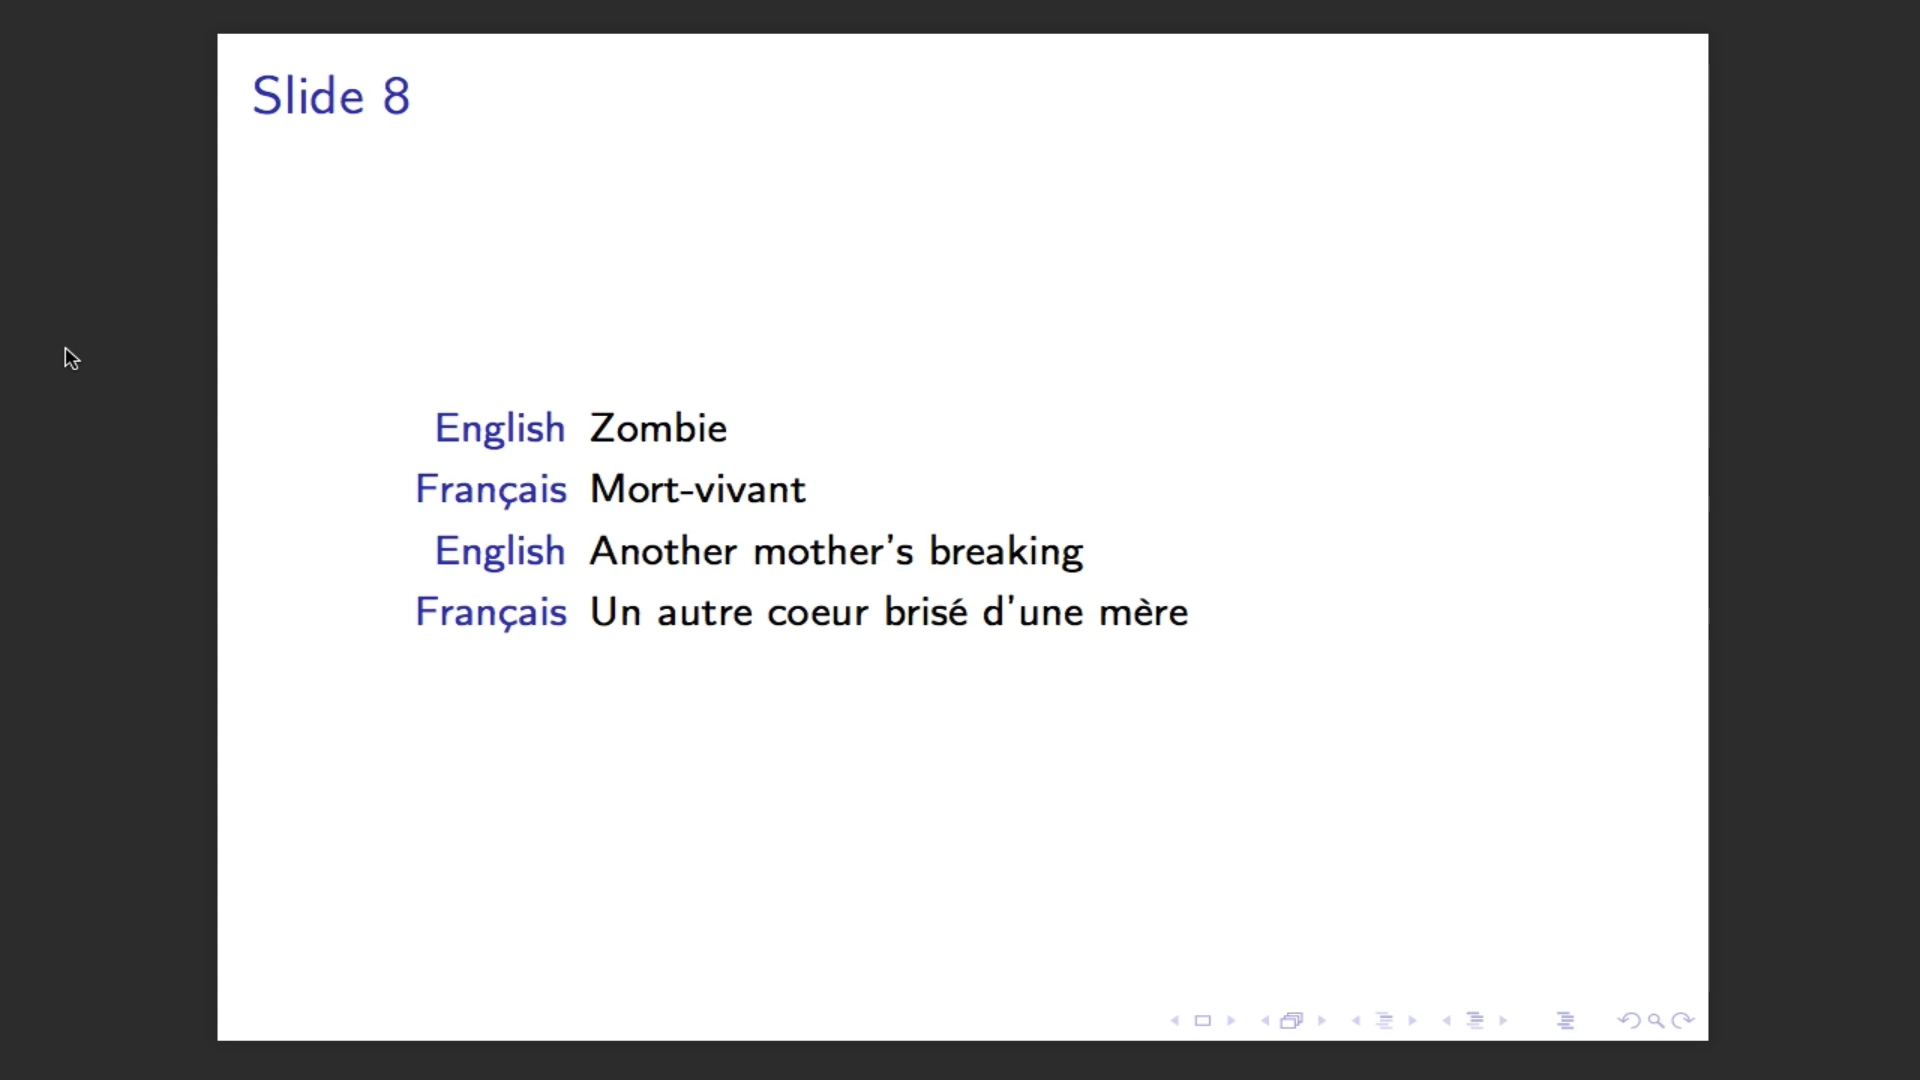 Slide 8
English Zombie
Français Mort-vivant
English Another mother's breaking
Français Un autre coeur brisé d'une mère